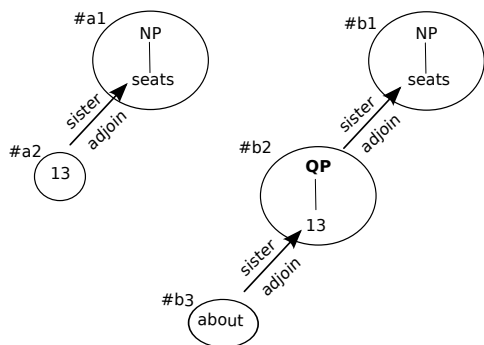 #a1
NP
seats
sister
adjoin
#a2
13
#b1
NP
seats
sister
adjoin
#b2
QP
13
sister
adjoin
#b3
about